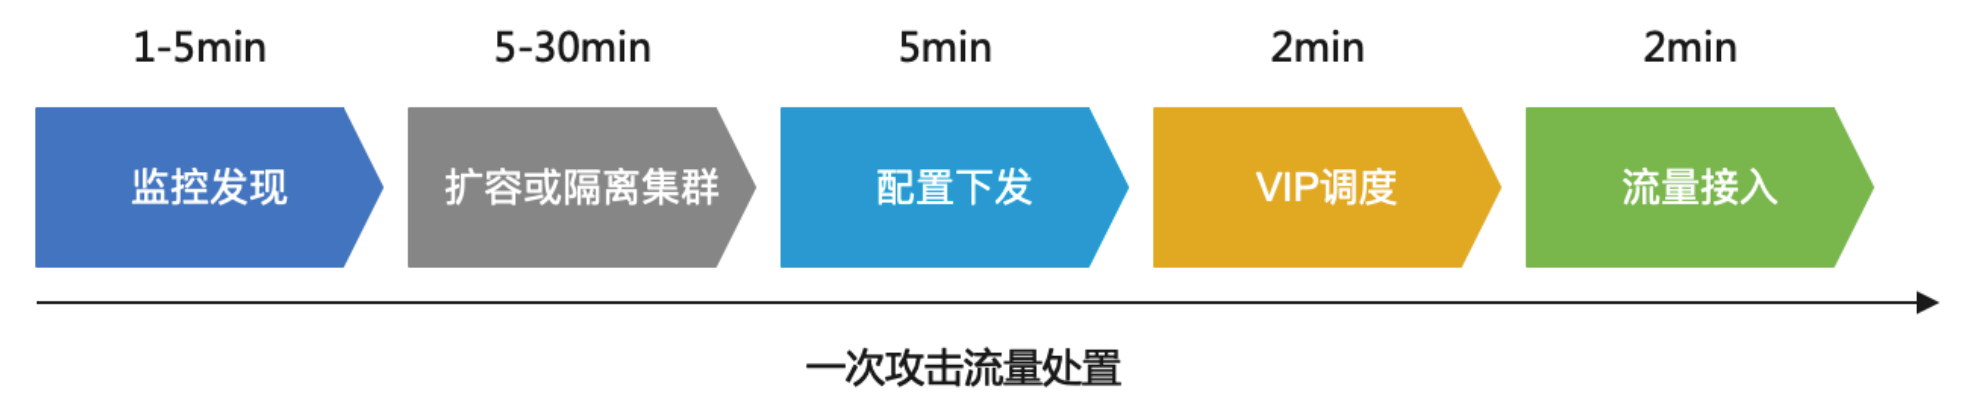 1-5min 5-30min 5min 2min 2min
监控发现 扩容或隔离集群 配置下发 VIP调度 流量接入
一次攻击流量处置